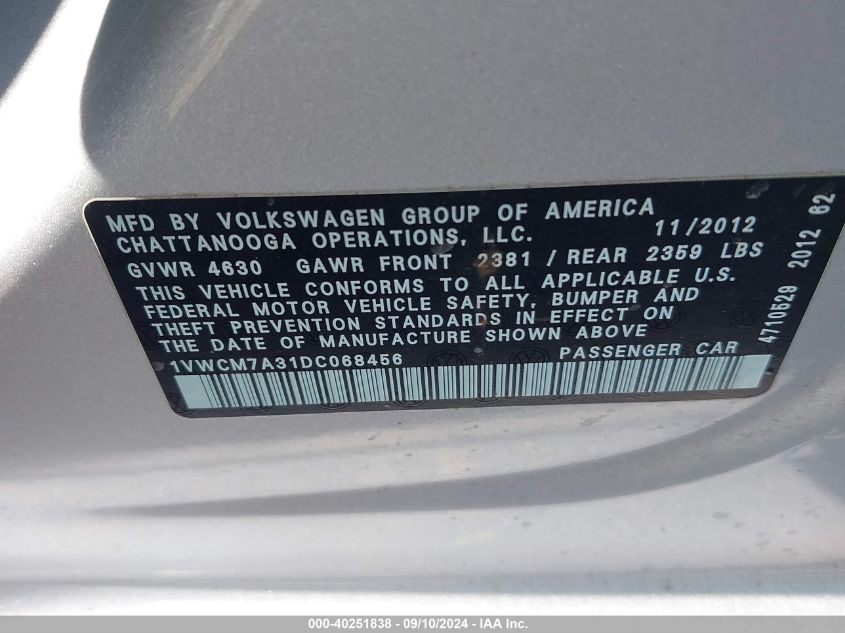 MFD BY VOLKSWAGEN GROUP OF AMERICA
CHATTANOOGA OPERATIONS, LLC. 11/2012
GVWR 4630 GAWR FRONT 2381 / REAR 2359 LBS
THIS VEHICLE CONFORMS TO ALL APPLICABLE U.S.
FEDERAL MOTOR VEHICLE SAFETY, BUMPER AND
THEFT PREVENTION STANDARDS IN EFFECT ON
THE DATE OF MANUFACTURE SHOWN ABOVE
1VWCM7A31DC068456 PASSENGER CAR
4710529 2012 62
000-40251838 - 09/10/2024 - IAA Inc.